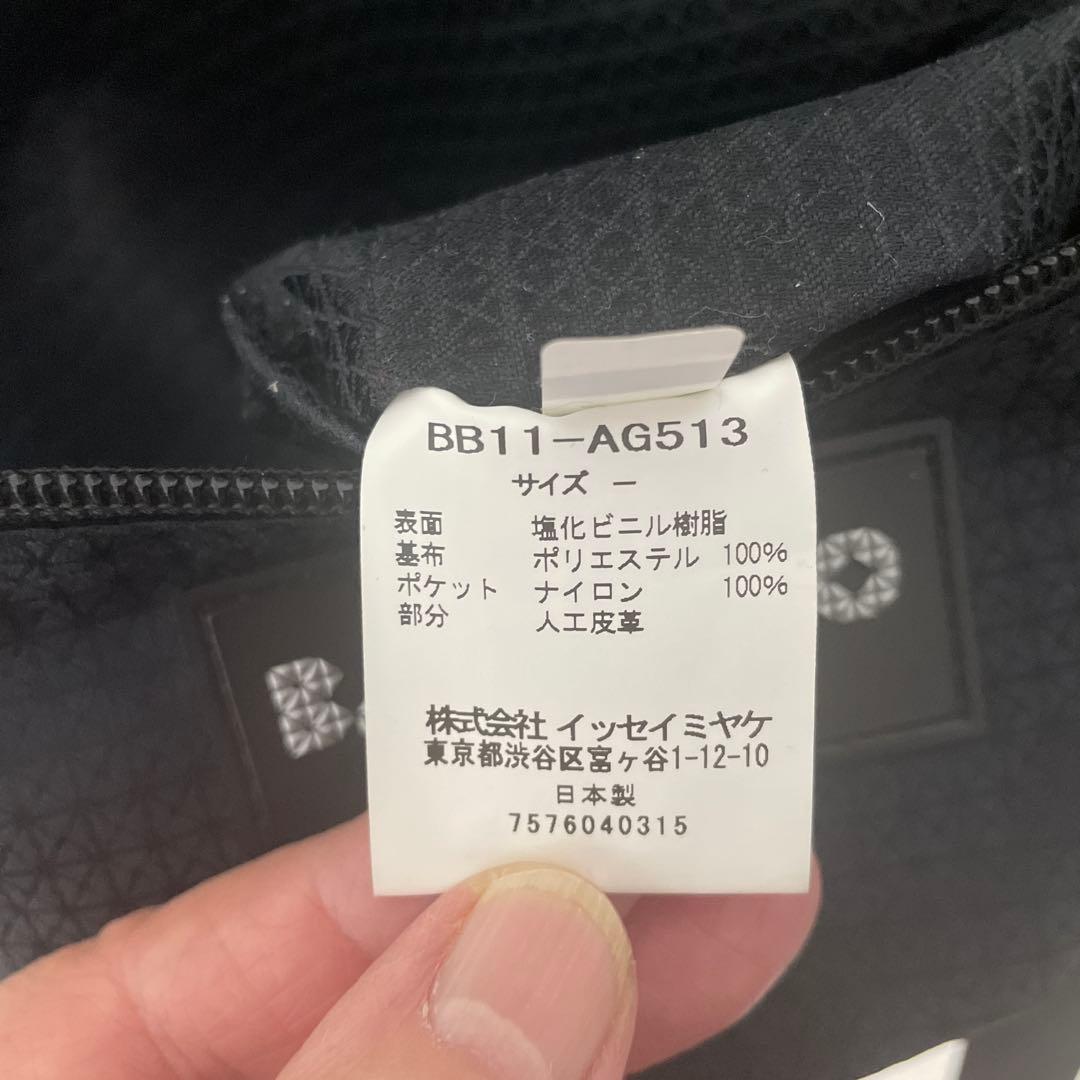 BB11-AG513
サイズ -
表面 塩化ビニル樹脂
基布 ポリエステル 100%
ポケット ナイロン 100%
部分 人工皮革
株式会社 イッセイミヤケ
東京都渋谷区富ヶ谷1-12-10
日本製
7576040315